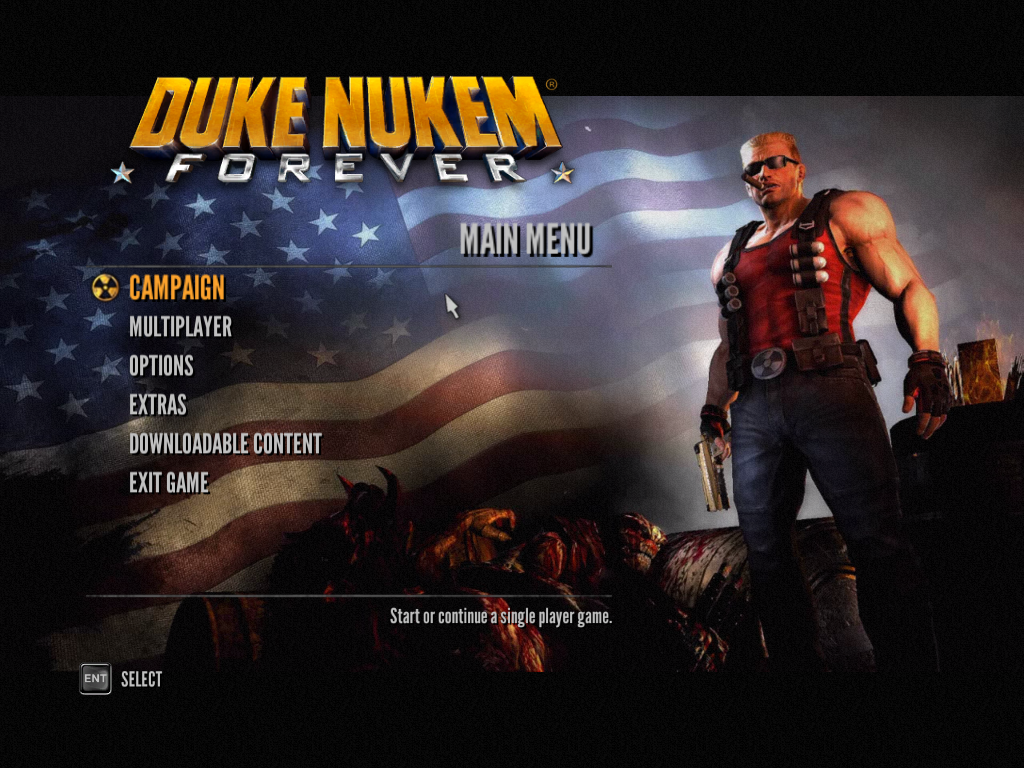 DUKE NUKEM®
FOREVER
MAIN MENU
CAMPAIGN
MULTIPLAYER
OPTIONS
EXTRAS
DOWNLOADABLE CONTENT
EXIT GAME
Start or continue a single player game.
ENT SELECT